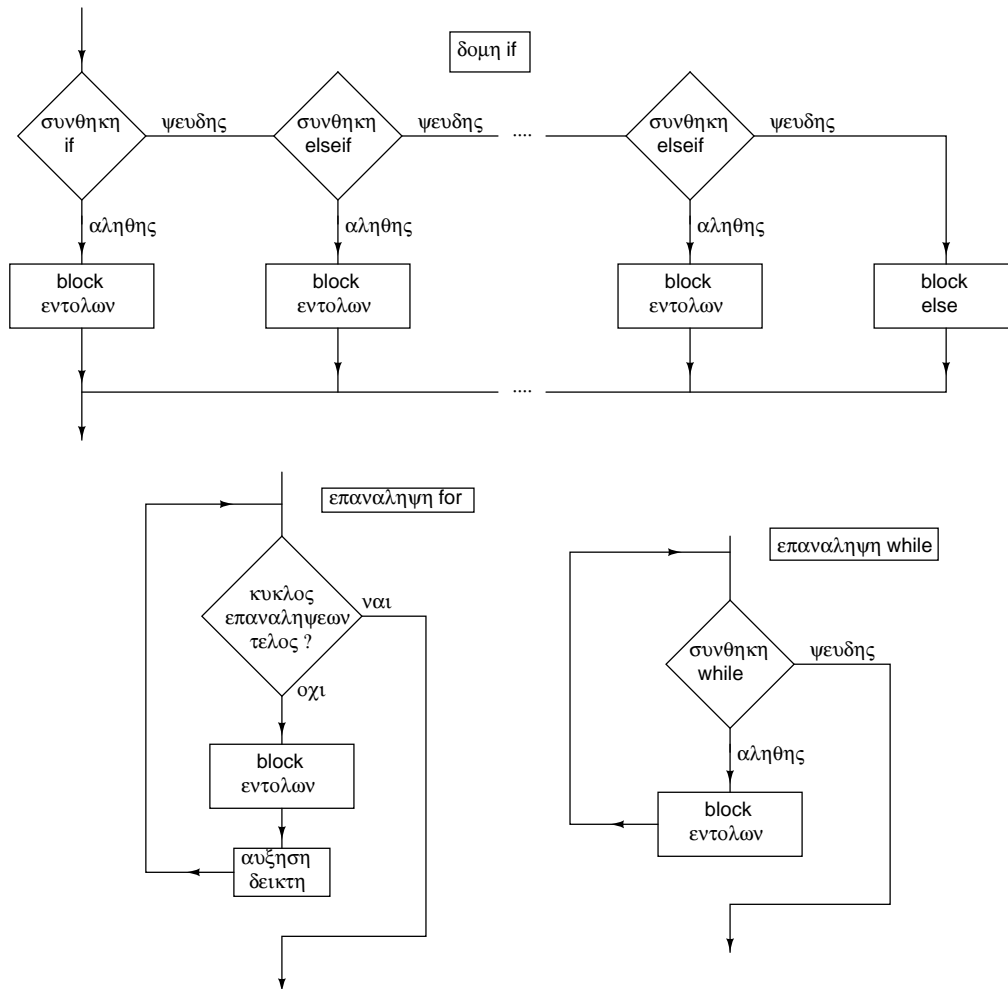 δομη if
συνθηκη
if
ψευδης
συνθηκη
elseif
ψευδης
....
συνθηκη
elseif
ψευδης
αληθης
αληθης
αληθης
block
εντολων
block
εντολων
block
εντολων
block
else
....
επαναληψη for
κυκλος
επαναληψεων
τελος ?
ναι
οχι
block
εντολων
αυξηση
δεικτη
επαναληψη while
συνθηκη
while
ψευδης
αληθης
block
εντολων